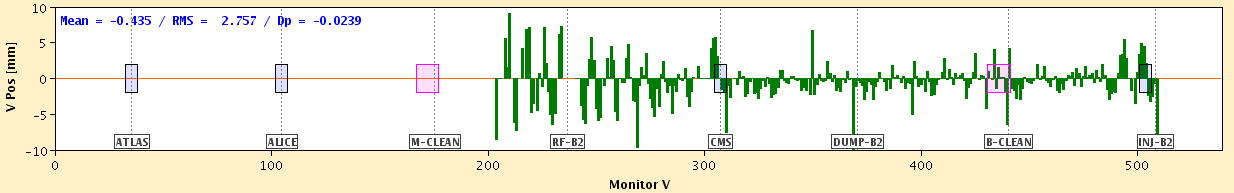 10
Mean = -0.435 / RMS =  2.757 / Dp = -0.0239
5
0
-5
-10
V Pos [mm]
ATLAS ALICE M-CLEAN RF-B2 CMS DUMP-B2 B-CLEAN INJ-B2
0 100 200 300 400 500
Monitor V